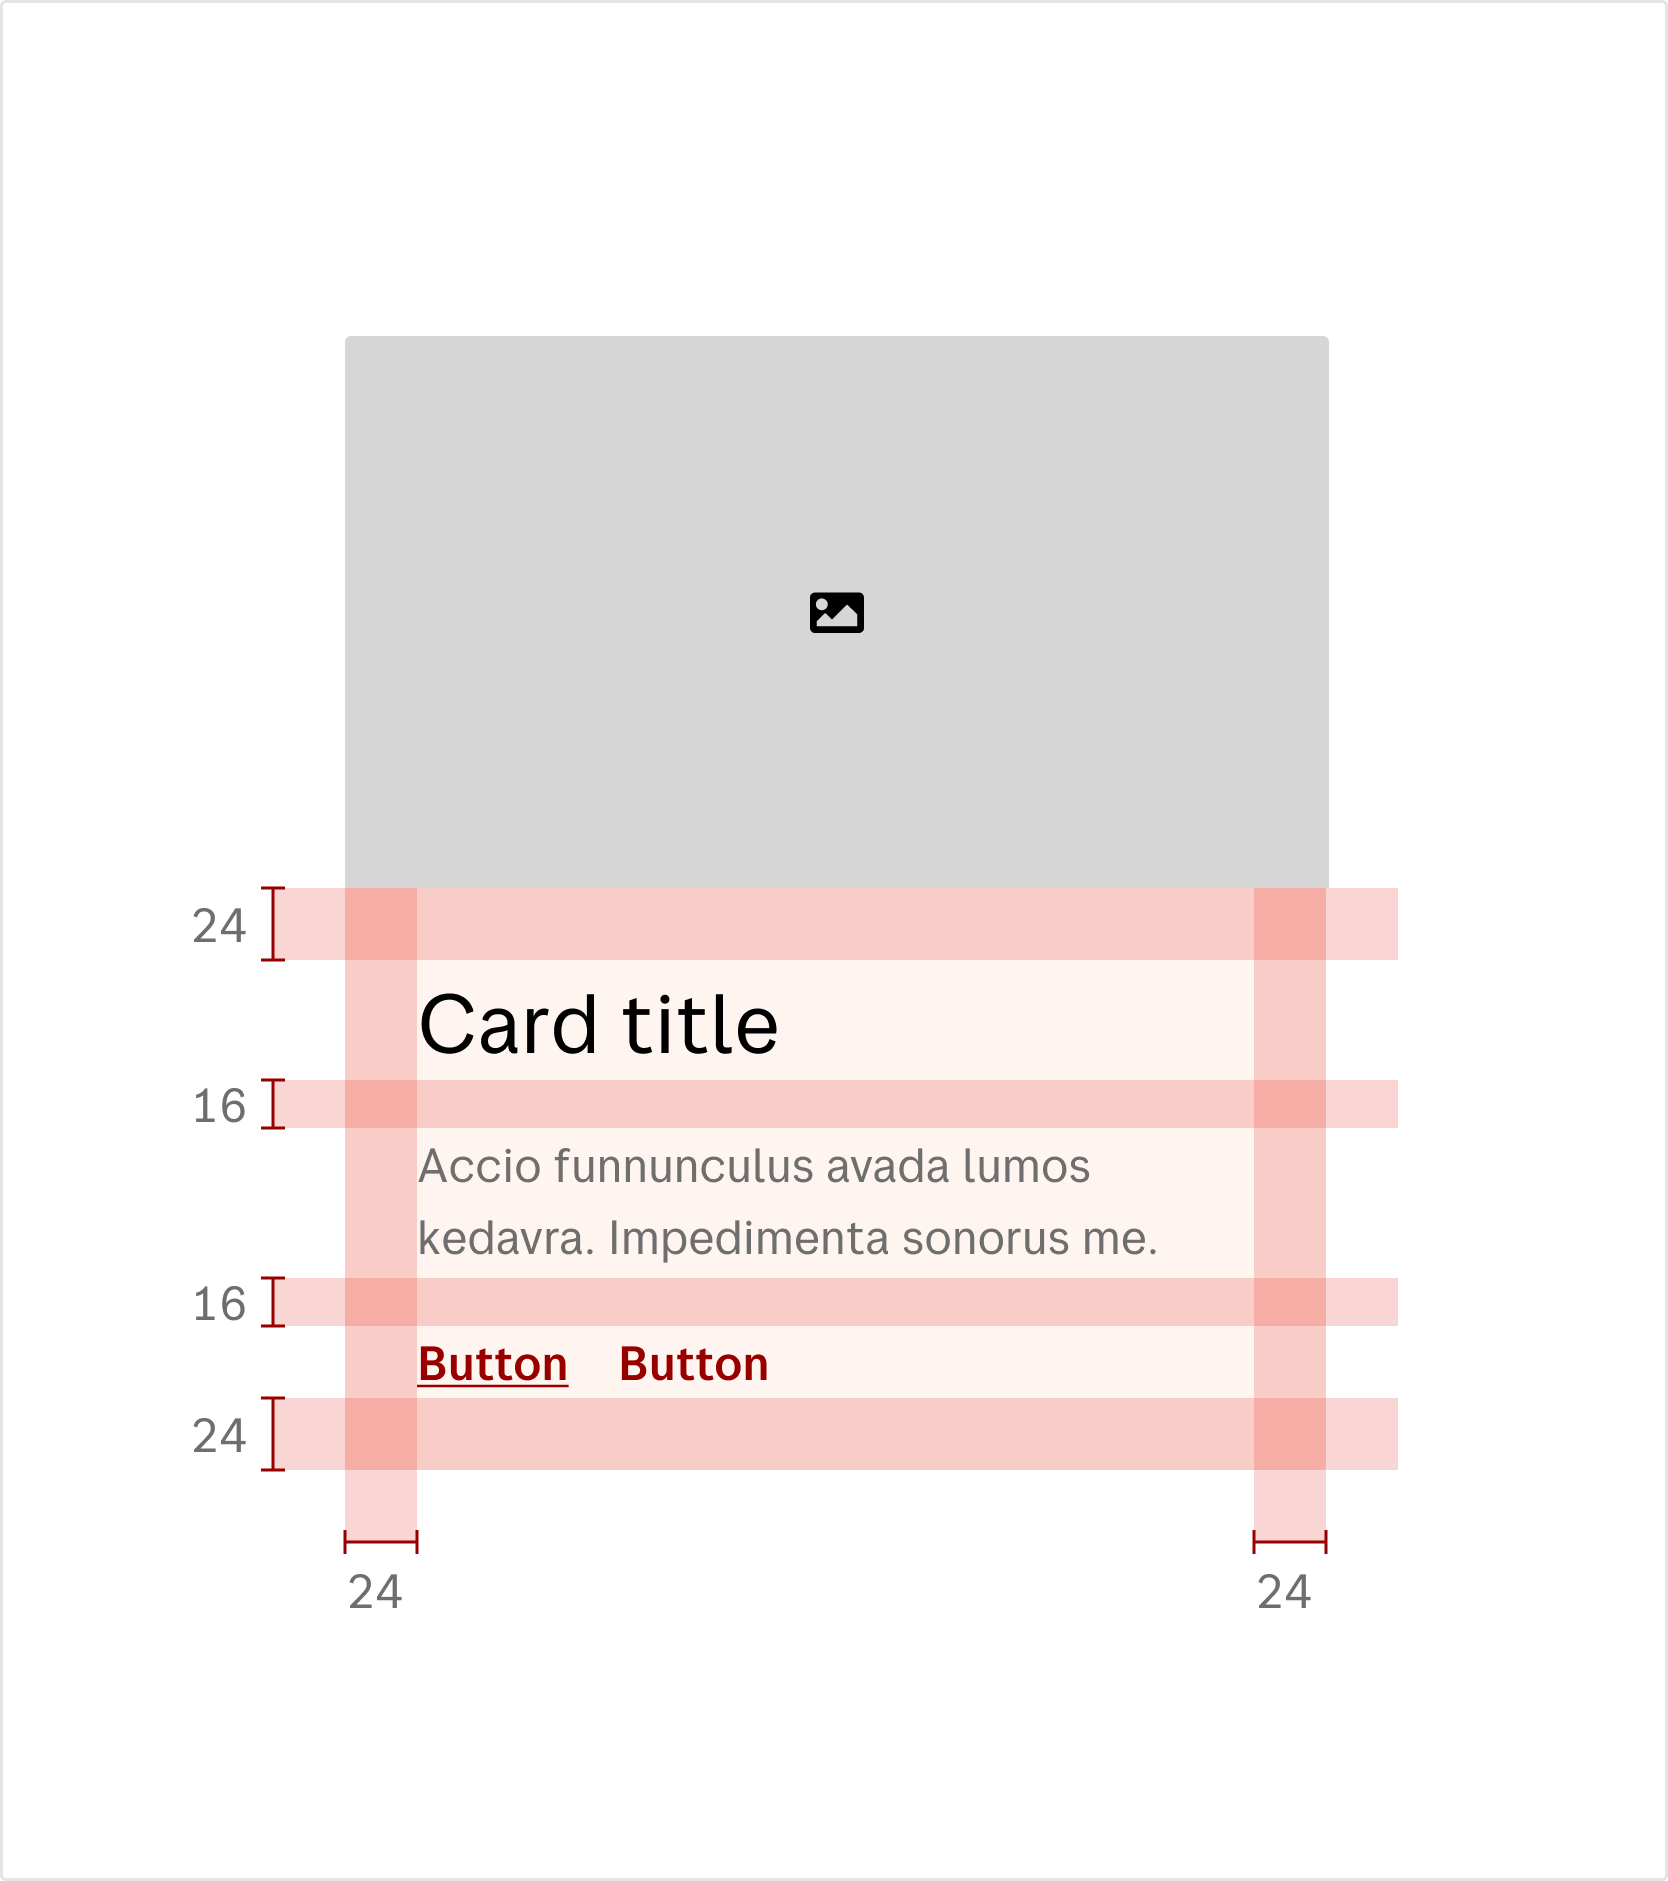 24
Card title
16
Accio funnunculus avada lumos
kedavra. Impedimenta sonorus me.
16
Button Button
24
24 24